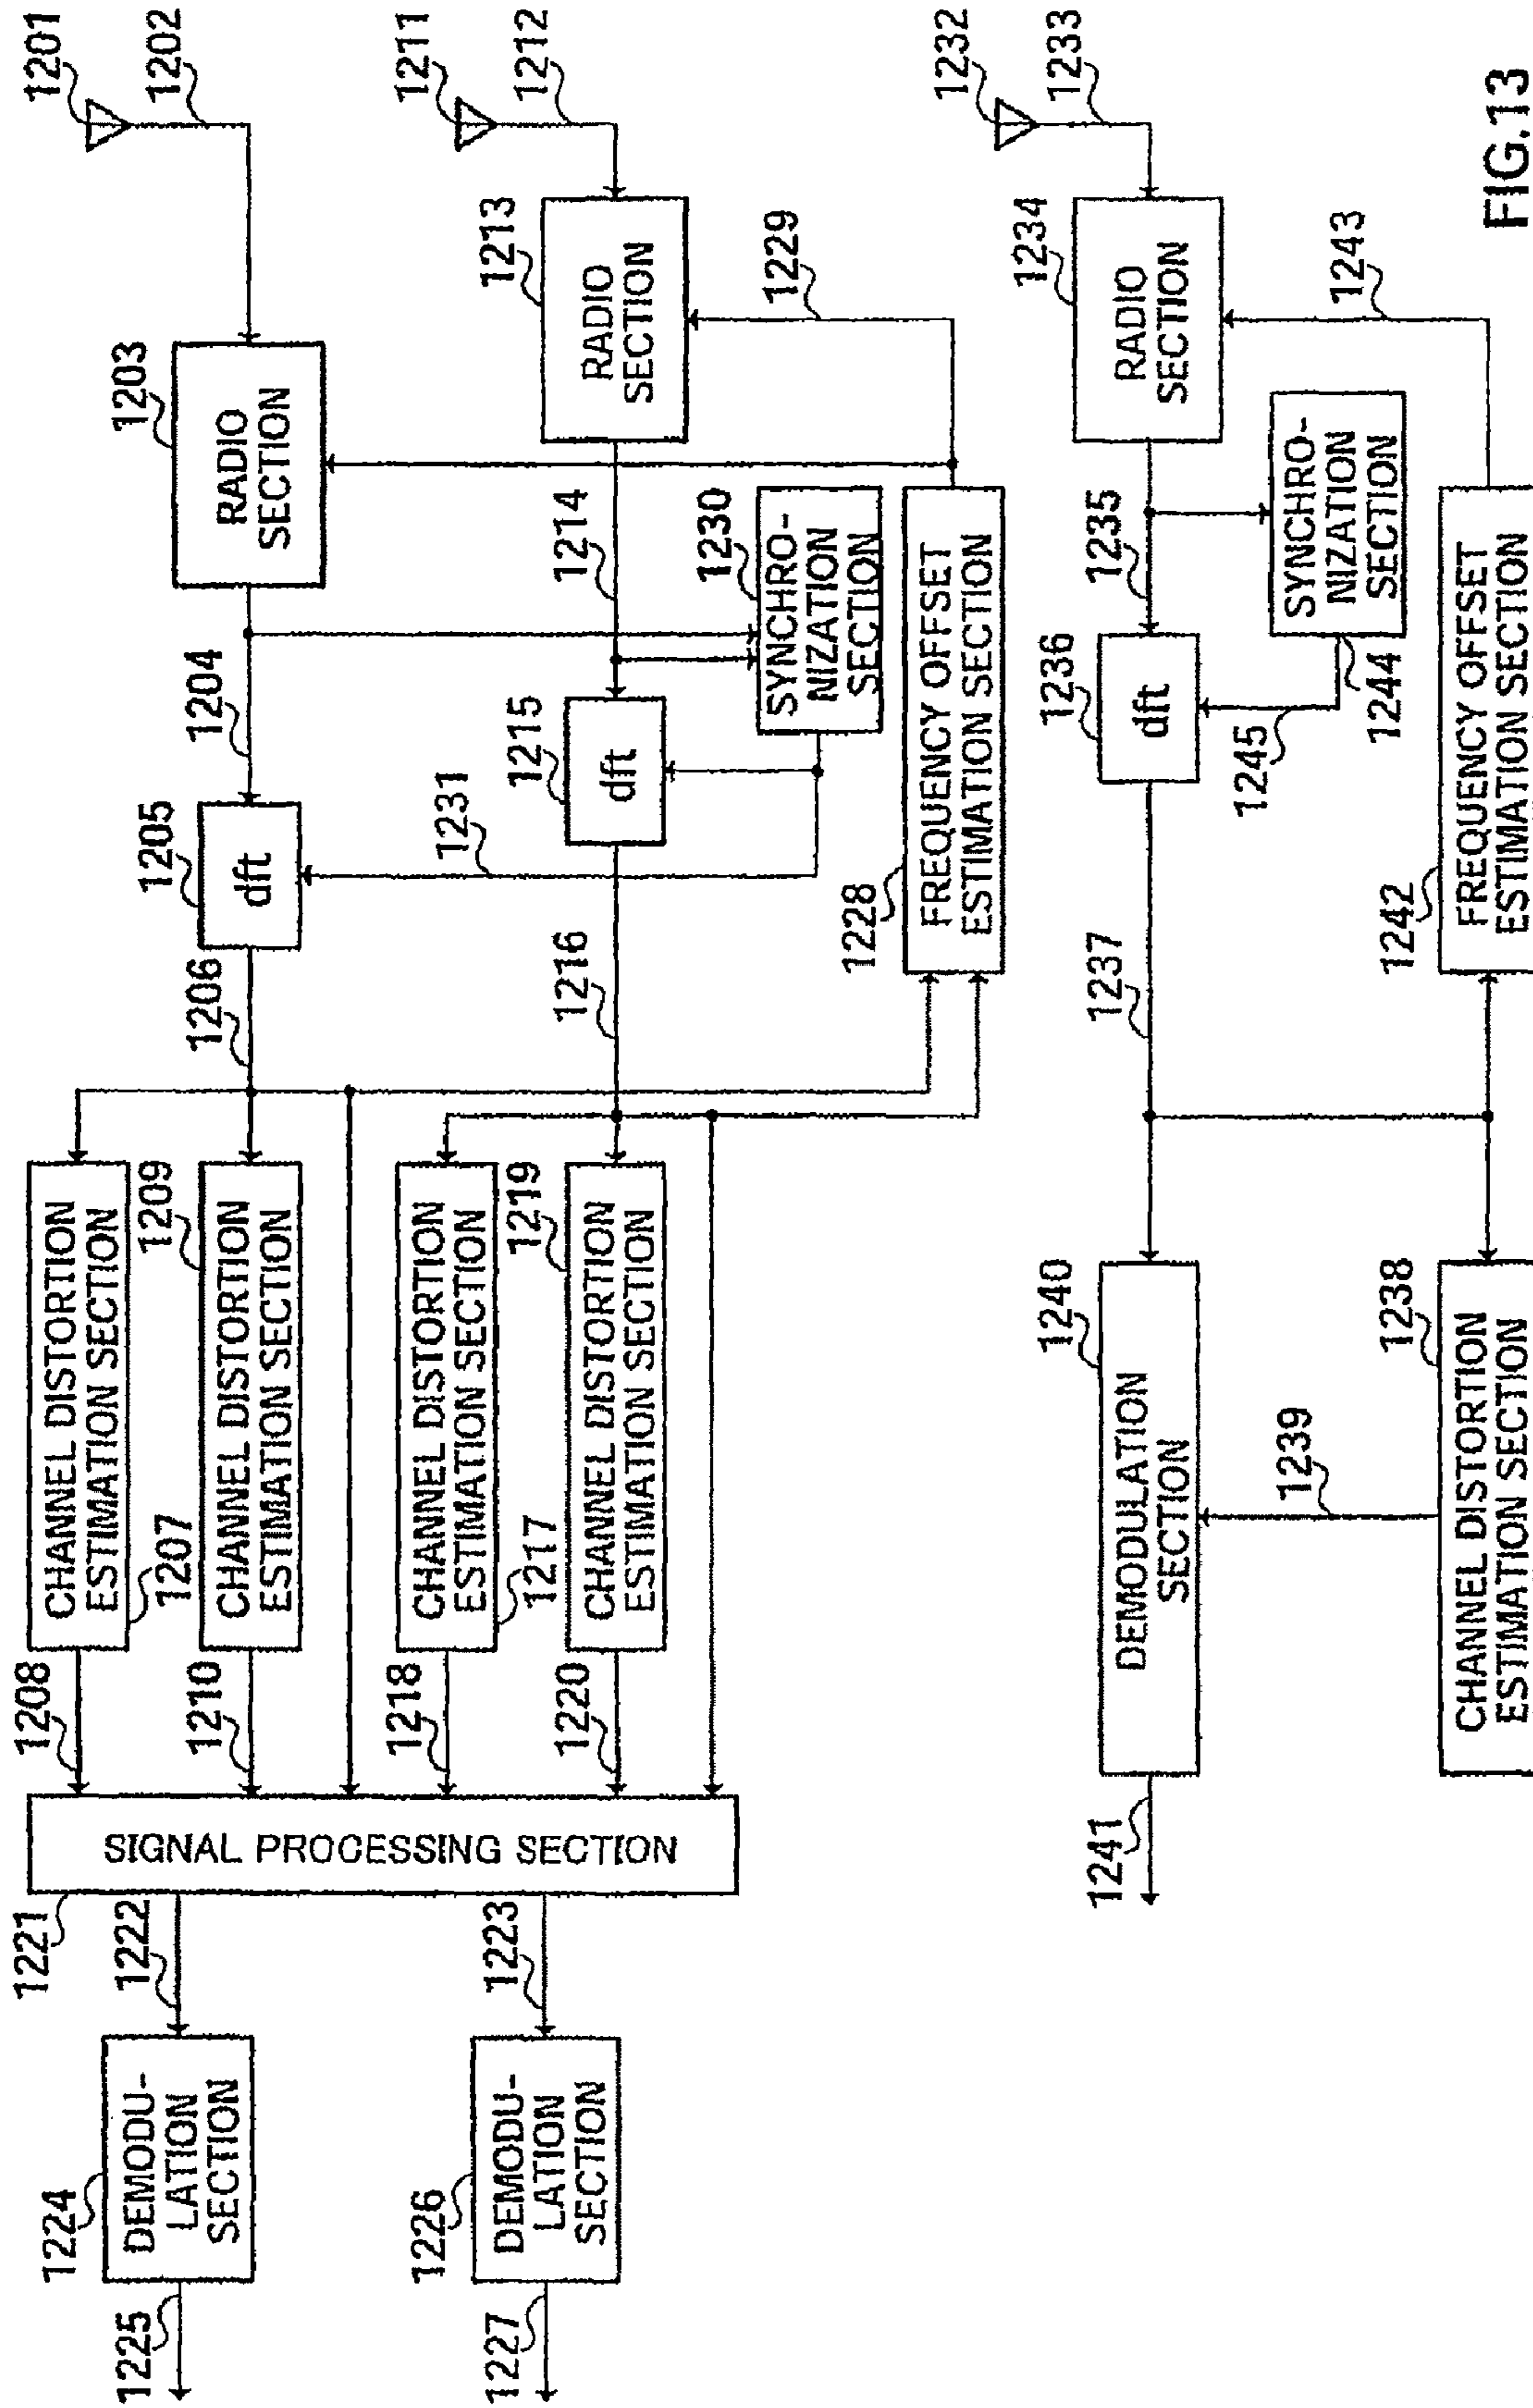 1201
1202
1203
RADIO
SECTION
1204
1205
dft
1206
CHANNEL DISTORTION
ESTIMATION SECTION
1207
1208
1209
CHANNEL DISTORTION
ESTIMATION SECTION
1210
1211
1212
1213
RADIO
SECTION
1214
1215
dft
1216
CHANNEL DISTORTION
ESTIMATION SECTION
1217
1218
1219
CHANNEL DISTORTION
ESTIMATION SECTION
1220
SIGNAL PROCESSING SECTION
1221
1222
1223
1224
DEMODU-
LATION
SECTION
1225
1226
DEMODU-
LATION
SECTION
1227
1228
FREQUENCY OFFSET
ESTIMATION SECTION
1229
1230
SYNCHRO-
NIZATION
SECTION
1231
1232
1233
1234
RADIO
SECTION
1235
1236
dft
1237
1238
CHANNEL DISTORTION
ESTIMATION SECTION
1239
1240
DEMODULATION
SECTION
1241
1242
FREQUENCY OFFSET
ESTIMATION SECTION
1243
SYNCHRO-
NIZATION
SECTION
1244
1245
FIG.13